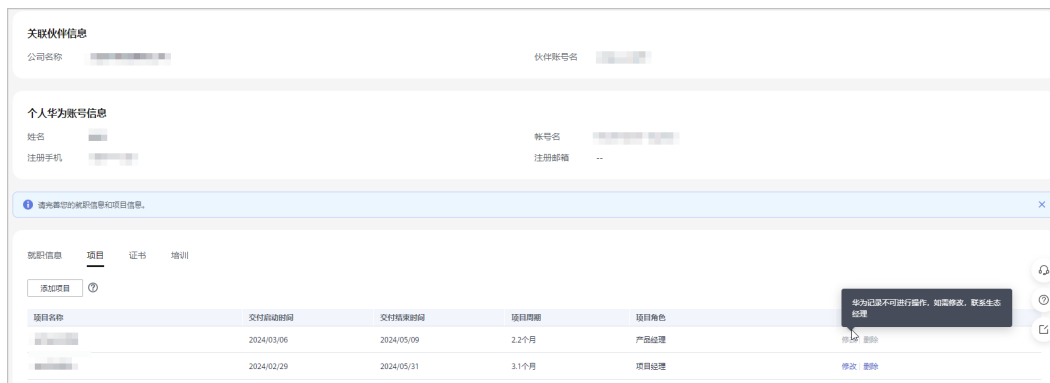 关联伙伴信息
公司名称 伙伴账号名
个人华为账号信息
姓名 帐号名
注册手机 注册邮箱 --
请完善您的就职信息和项目信息。
就职信息 项目 证书 培训
添加项目
华为记录不可进行操作，如需修改，联系生态经理
项目名称 交付启动时间 交付结束时间 项目周期 项目角色
2024/03/06 2024/05/09 2.2个月 产品经理 修改 删除
2024/02/29 2024/05/31 3.1个月 项目经理 修改 删除